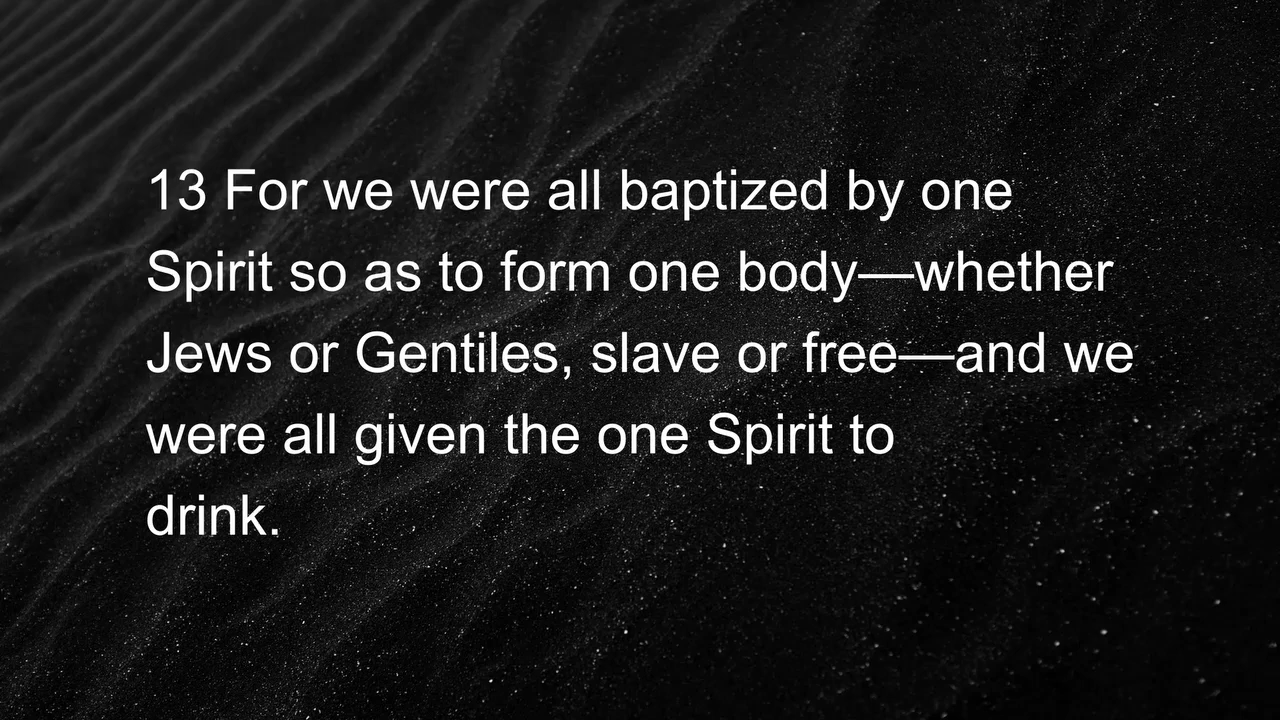 13 For we were all baptized by one
Spirit so as to form one body—whether
Jews or Gentiles, slave or free—and we
were all given the one Spirit to
drink.